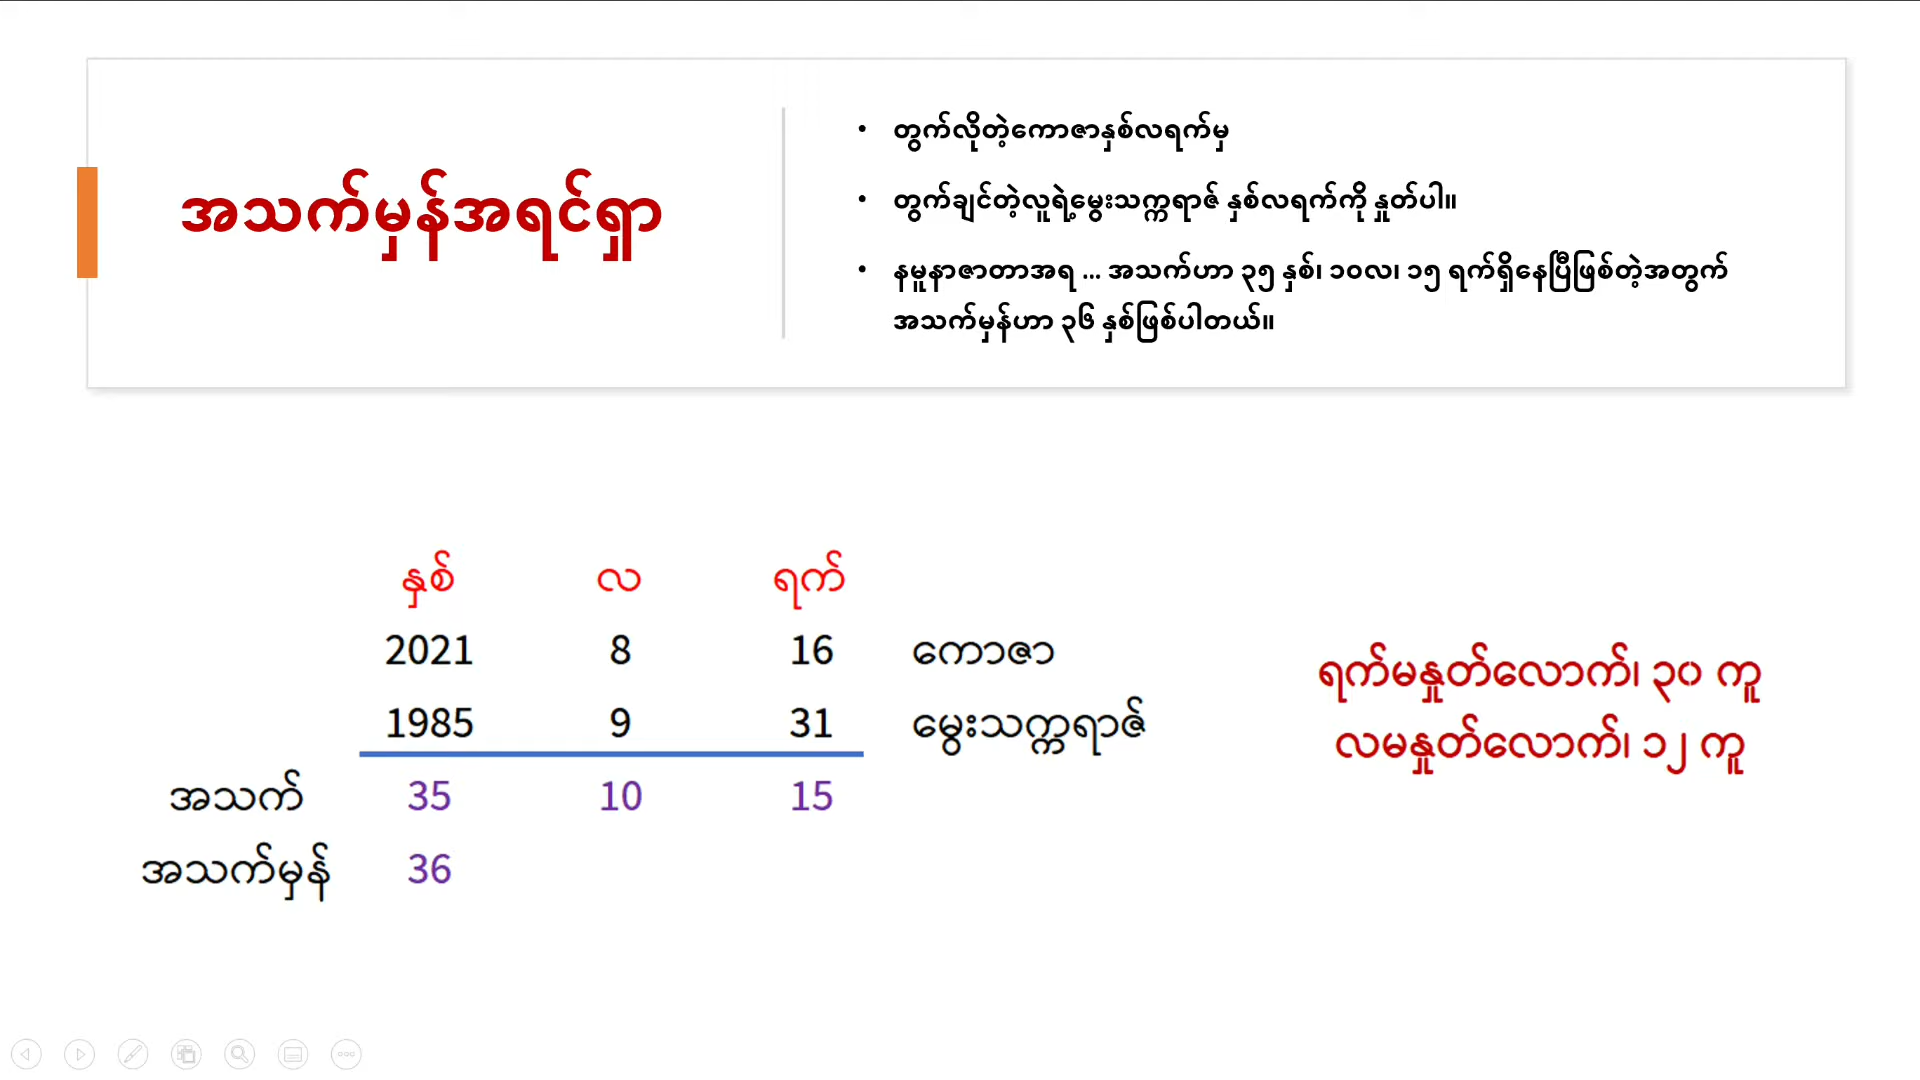 အသက်မှန်အရင်ရှာ
• တွက်လိုတဲ့ကောဇာနှစ်လရက်မှ
• တွက်ချင်တဲ့လူရဲ့မွေးသက္ကရာဇ် နှစ်လရက်ကို နှုတ်ပါ။
• နမူနာဇာတာအရ ... အသက်ဟာ ၃၅ နှစ်၊ ၁၀လ၊ ၁၅ ရက်ရှိနေပြီဖြစ်တဲ့အတွက်
အသက်မှန်ဟာ ၃၆ နှစ်ဖြစ်ပါတယ်။
နှစ် လ ရက်
2021 8 16 ကောဇာ
1985 9 31 မွေးသက္ကရာဇ်
အသက် 35 10 15
အသက်မှန် 36
ရက်မနှုတ်လောက်၊ ၃၀ ကူ
လမနှုတ်လောက်၊ ၁၂ ကူ